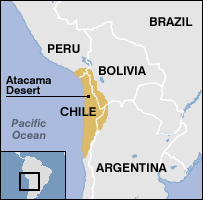 BRAZIL
PERU
BOLIVIA
Atacama
Desert
CHILE
Pacific
Ocean
ARGENTINA